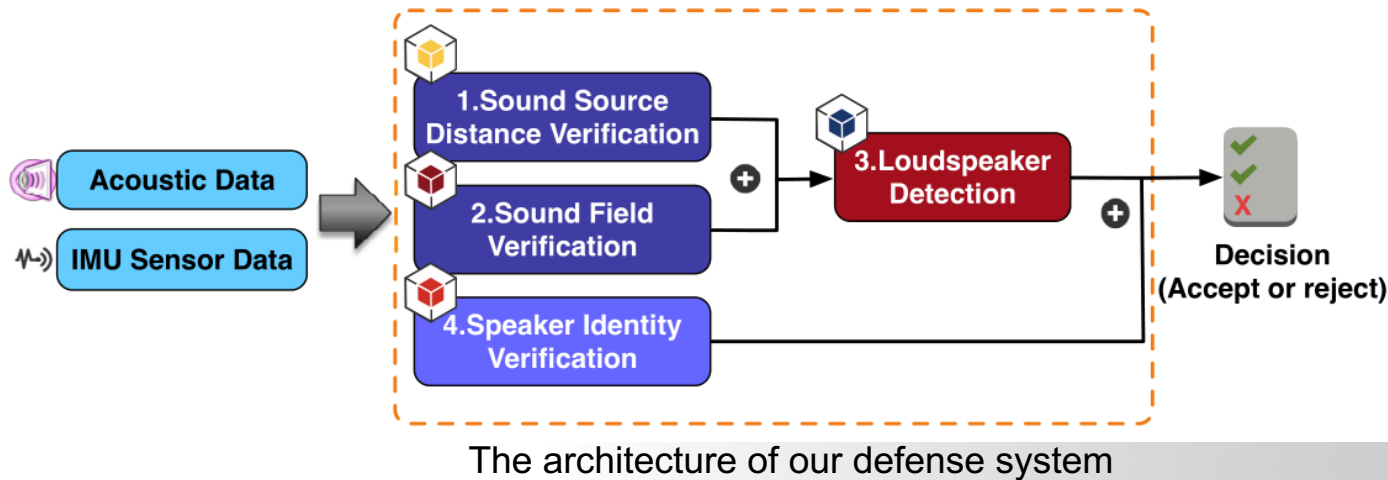 1.Sound Source
Distance Verification
Acoustic Data
IMU Sensor Data
2.Sound Field
Verification
3.Loudspeaker
Detection
4.Speaker Identity
Verification
X
Decision
(Accept or reject)
The architecture of our defense system